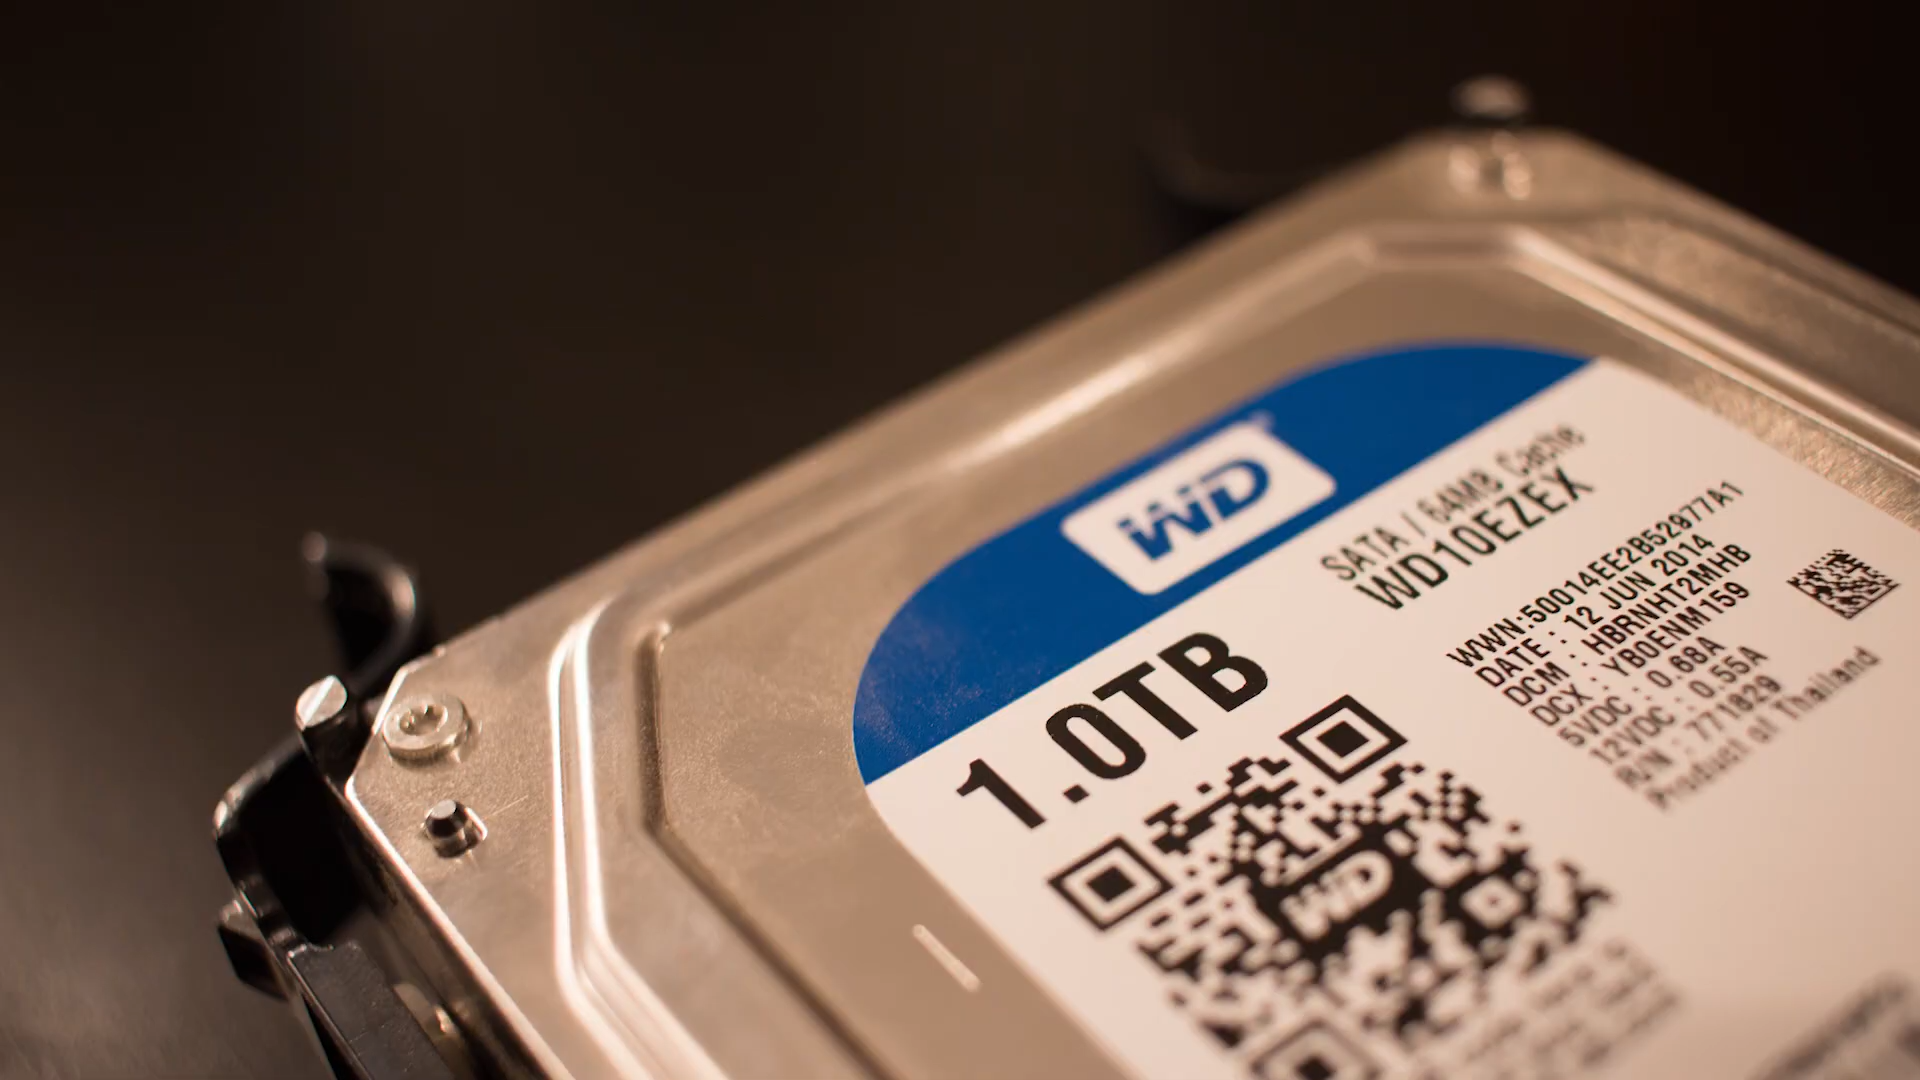 WD
SATA / 64MB Cache
WD10EZEX
1.0TB
WWN:50014EE2B52977A1
DATE : 12 JUN 2014
DCM : HBRNHT2MHB
DCX : YB0ENM159
5VDC : 0.68A
12VDC : 0.55A
R/N : 771829
Product of Thailand
WD